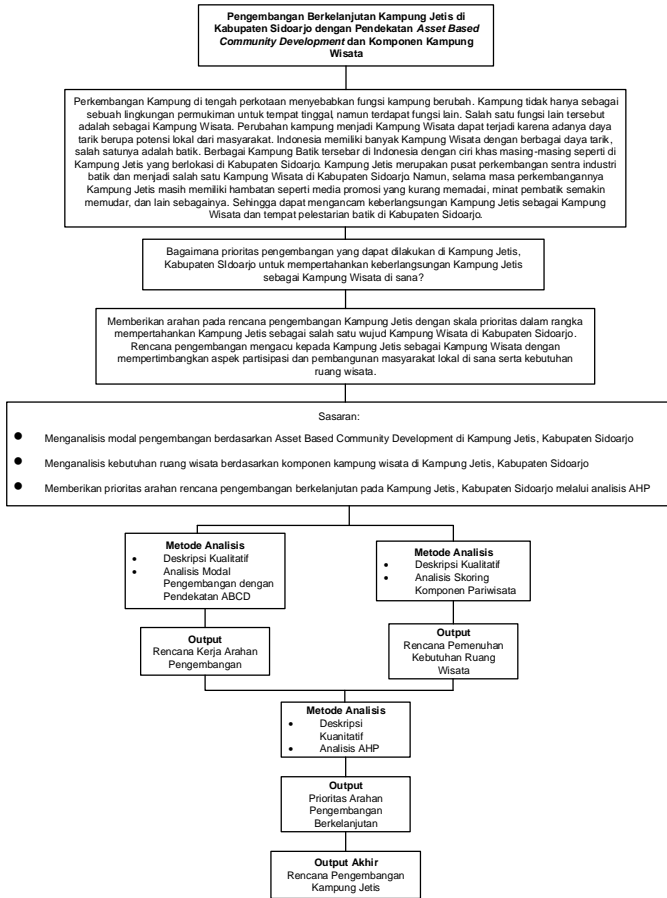 Pengembangan Berkelanjutan Kampung Jetis di
Kabupaten Sidoarjo dengan Pendekatan Asset Based
Community Development dan Komponen Kampung
Wisata
Perkembangan Kampung di tengah perkotaan menyebabkan fungsi kampung berubah. Kampung tidak hanya sebagai
sebuah lingkungan permukiman untuk tempat tinggal, namun terdapat fungsi lain. Salah satu fungsi lain tersebut
adalah sebagai Kampung Wisata. Perubahan kampung menjadi Kampung Wisata dapat terjadi karena adanya daya
tarik berupa potensi lokal dari masyarakat. Indonesia memiliki banyak Kampung Wisata dengan berbagai daya tarik,
salah satunya adalah batik. Berbagai Kampung Batik tersebar di Indonesia dengan ciri khas masing-masing seperti di
Kampung Jetis yang berlokasi di Kabupaten Sidoarjo. Kampung Jetis merupakan pusat perkembangan sentra industri
batik dan menjadi salah satu Kampung Wisata di Kabupaten Sidoarjo Namun, selama masa perkembangannya
Kampung Jetis masih memiliki hambatan seperti media promosi yang kurang memadai, minat pembatik semakin
memudar, dan lain sebagainya. Sehingga dapat mengancam keberlangsungan Kampung Jetis sebagai Kampung
Wisata dan tempat pelestarian batik di Kabupaten Sidoarjo.
Bagaimana prioritas pengembangan yang dapat dilakukan di Kampung Jetis,
Kabupaten SIdoarjo untuk mempertahankan keberlangsungan Kampung Jetis
sebagai Kampung Wisata di sana?
Memberikan arahan pada rencana pengembangan Kampung Jetis dengan skala prioritas dalam rangka
mempertahankan Kampung Jetis sebagai salah satu wujud Kampung Wisata di Kabupaten Sidoarjo.
Rencana pengembangan mengacu kepada Kampung Jetis sebagai Kampung Wisata dengan
mempertimbangkan aspek partisipasi dan pembangunan masyarakat lokal di sana serta kebutuhan
ruang wisata.
Sasaran:
● Menganalisis modal pengembangan berdasarkan Asset Based Community Development di Kampung Jetis, Kabupaten Sidoarjo
● Menganalisis kebutuhan ruang wisata berdasarkan komponen kampung wisata di Kampung Jetis, Kabupaten Sidoarjo
● Memberikan prioritas arahan rencana pengembangan berkelanjutan pada Kampung Jetis, Kabupaten Sidoarjo melalui analisis AHP
Metode Analisis
• Deskripsi Kualitatif
• Analisis Modal
Pengembangan dengan
Pendekatan ABCD
Metode Analisis
• Deskripsi Kualitatif
• Analisis Skoring
Komponen Pariwisata
Output
Rencana Kerja Arahan
Pengembangan
Output
Rencana Pemenuhan
Kebutuhan Ruang
Wisata
Metode Analisis
• Deskripsi
Kuanitatif
• Analisis AHP
Output
Prioritas Arahan
Pengembangan
Berkelanjutan
Output Akhir
Rencana Pengembangan
Kampung Jetis